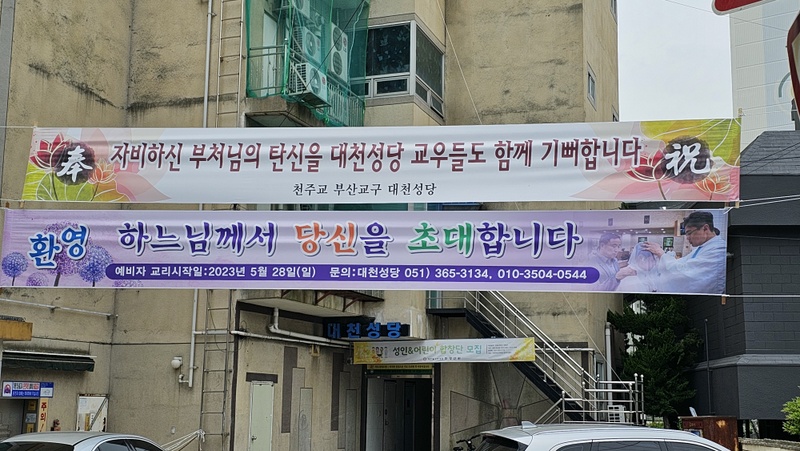 奉 자비하신 부처님의 탄신을 대천성당 교우들도 함께 기뻐합니다 祝
천주교 부산교구 대천성당
환영 하느님께서 당신을 초대합니다
예비자 교리시작일:2023년 5월 28일(일) 문의:대천성당 051) 365-3134, 010-3504-0544
대천성당
성인&어린이 합창단 모집